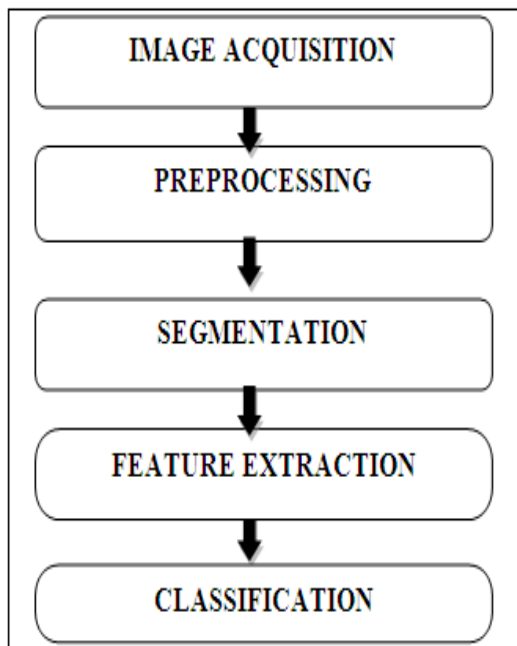 IMAGE ACQUISITION
PREPROCESSING
SEGMENTATION
FEATURE EXTRACTION
CLASSIFICATION